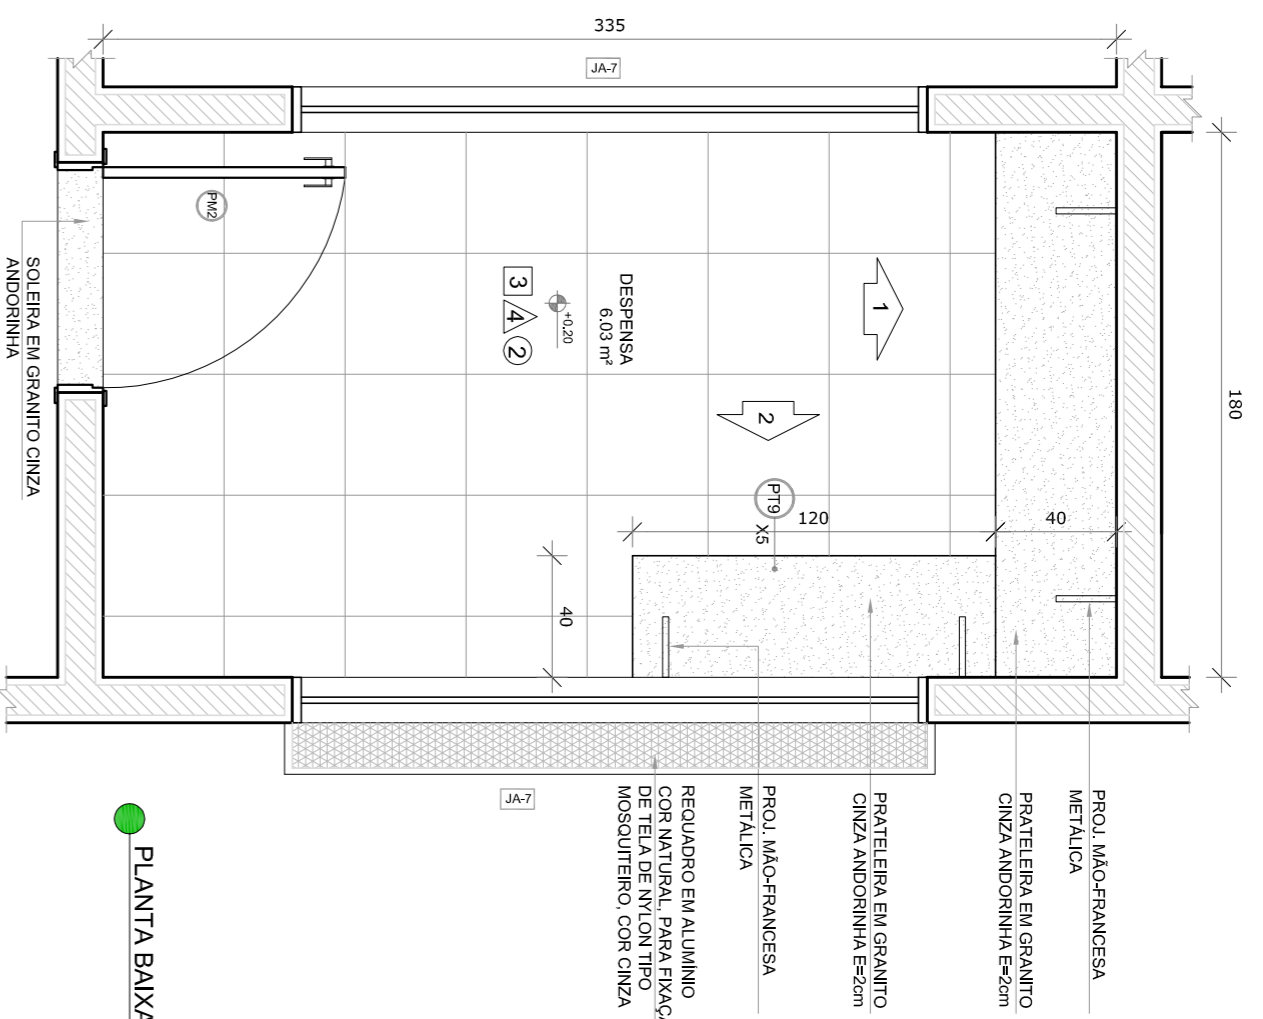 335
JA-7
180
PM2
SOLEIRA EM GRANITO CINZA
ANDORINHA
DESPENSA
6.03 m²
+0,20
3
4
2
1
2
PT9
X5
120
40
40
PROJ. MÃO-FRANCESA
METÁLICA
PRATELEIRA EM GRANITO
CINZA ANDORINHA E=2cm
PRATELEIRA EM GRANITO
CINZA ANDORINHA E=2cm
PROJ. MÃO-FRANCESA
METÁLICA
REQUADRO EM ALUMÍNIO
COR NATURAL, PARA FIXAÇ
DE TELA DE NYLON TIPO
MOSQUITEIRO, COR CINZA
JA-7
PLANTA BAIXA